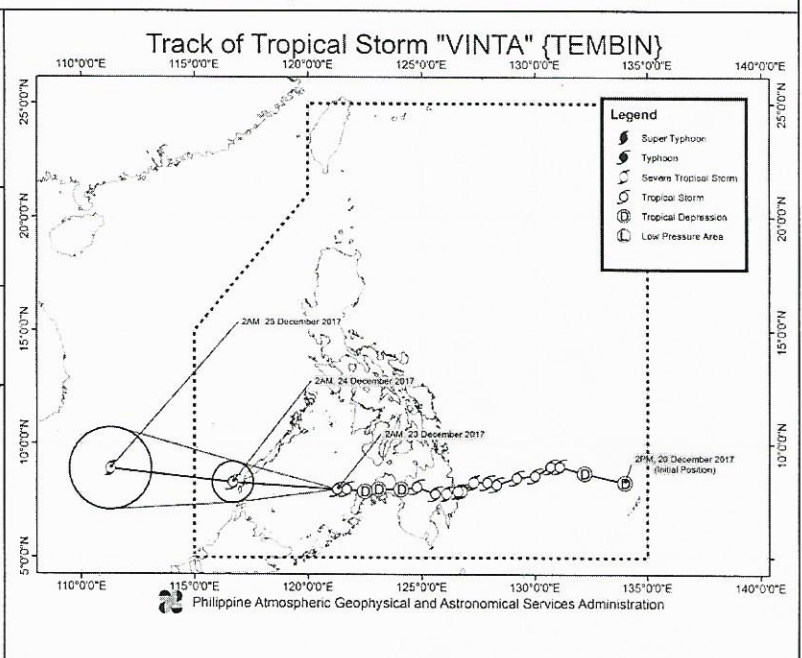 Track of Tropical Storm "VINTA" {TEMBIN}
110°0'0"E 115°0'0"E 120°0'0"E 125°0'0"E 130°0'0"E 135°0'0"E 140°0'0"E
25°0'0"N
20°0'0"N
15°0'0"N
10°0'0"N
5°0'0"N
25°0'0"N
20°0'0"N
15°0'0"N
10°0'0"N
Legend
Super Typhoon
Typhoon
Severe Tropical Storm
Tropical Storm
D Tropical Depression
L Low Pressure Area
2AM, 25 December 2017
2AM, 24 December 2017
2AM, 23 December 2017
2PM, 20 December 2017
(Initial Position)
D D D D
110°0'0"E 115°0'0"E 120°0'0"E 125°0'0"E 130°0'0"E 135°0'0"E 140°0'0"E
Philippine Atmospheric Geophysical and Astronomical Services Administration